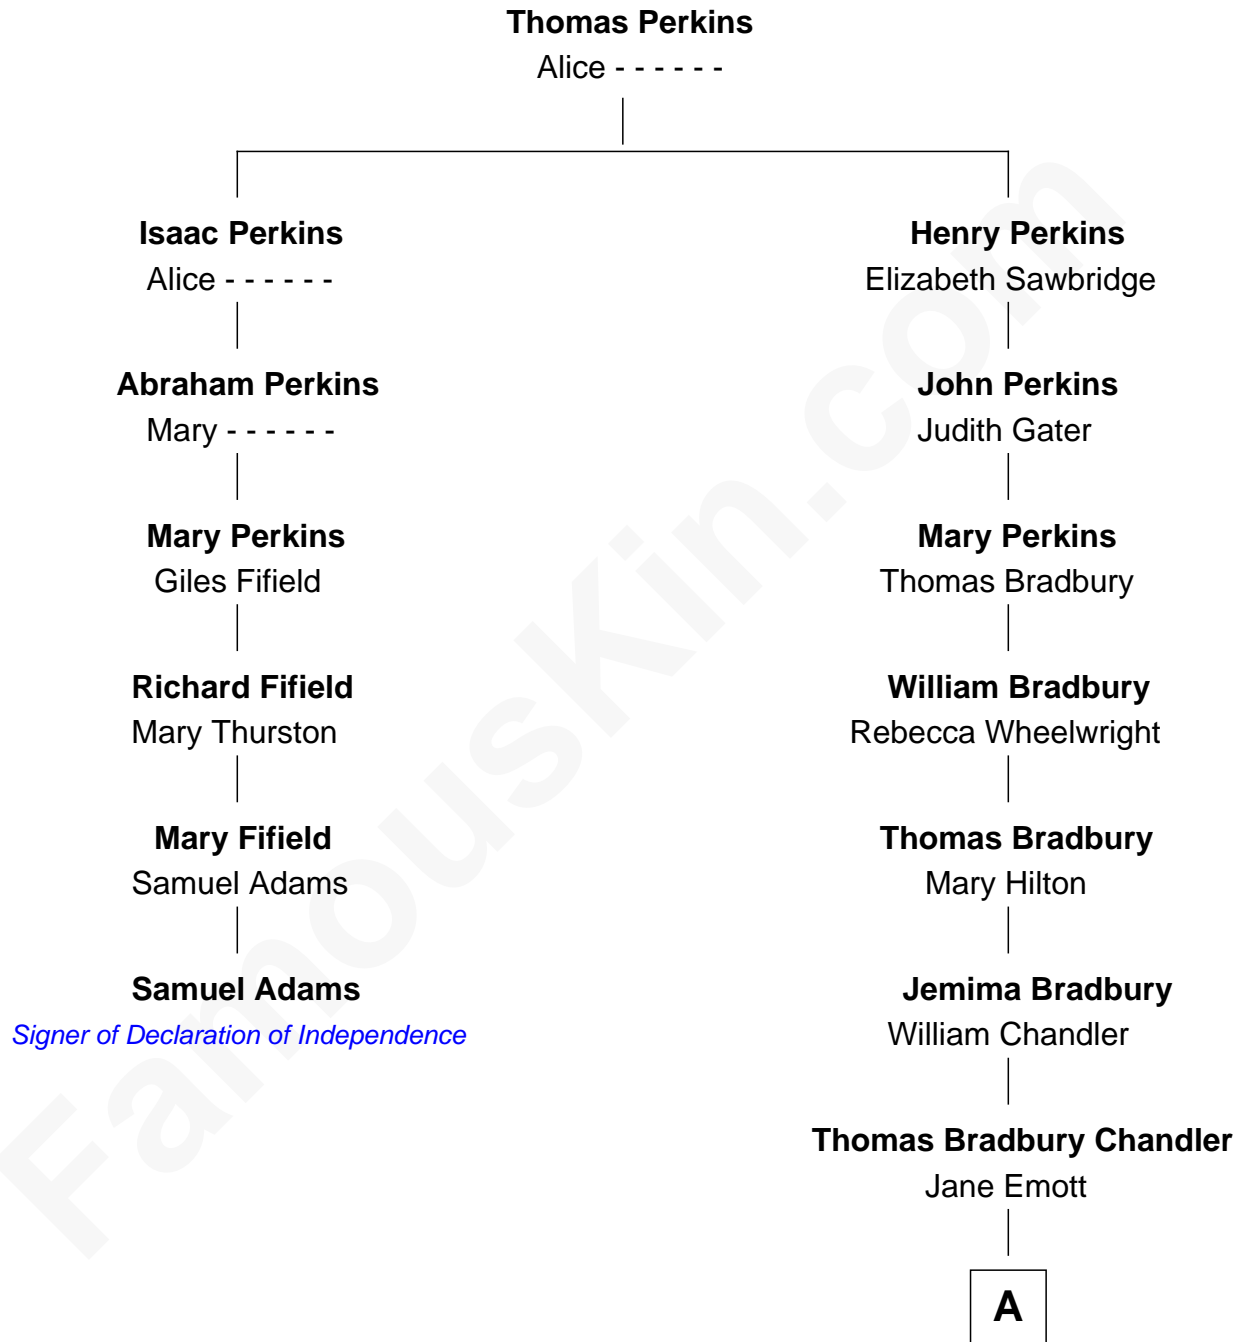 Thomas Perkins
Alice - - - - - -
Isaac Perkins
Alice - - - - - -
Abraham Perkins
Mary - - - - - -
Mary Perkins
Giles Fifield
Richard Fifield
Mary Thurston
Mary Fifield
Samuel Adams
Samuel Adams
Signer of Declaration of Independence
Henry Perkins
Elizabeth Sawbridge
John Perkins
Judith Gater
Mary Perkins
Thomas Bradbury
William Bradbury
Rebecca Wheelwright
Thomas Bradbury
Mary Hilton
Jemima Bradbury
William Chandler
Thomas Bradbury Chandler
Jane Emott
A
FamousKin.com